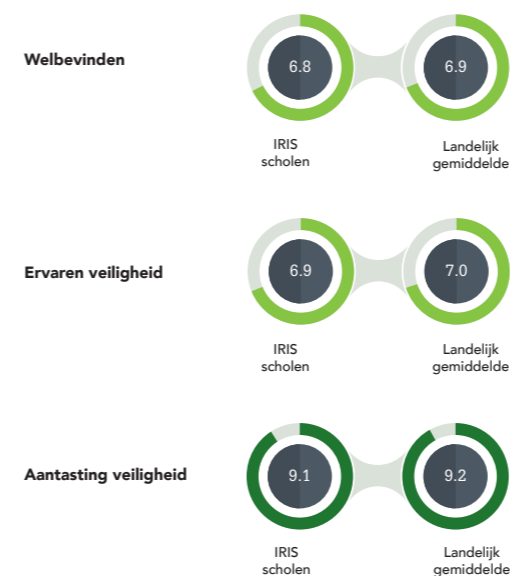 Welbevinden
6.8
6.9
IRIS
scholen
Landelijk
gemiddelde
Ervaren veiligheid
6.9
7.0
IRIS
scholen
Landelijk
gemiddelde
Aantasting veiligheid
9.1
9.2
IRIS
scholen
Landelijk
gemiddelde